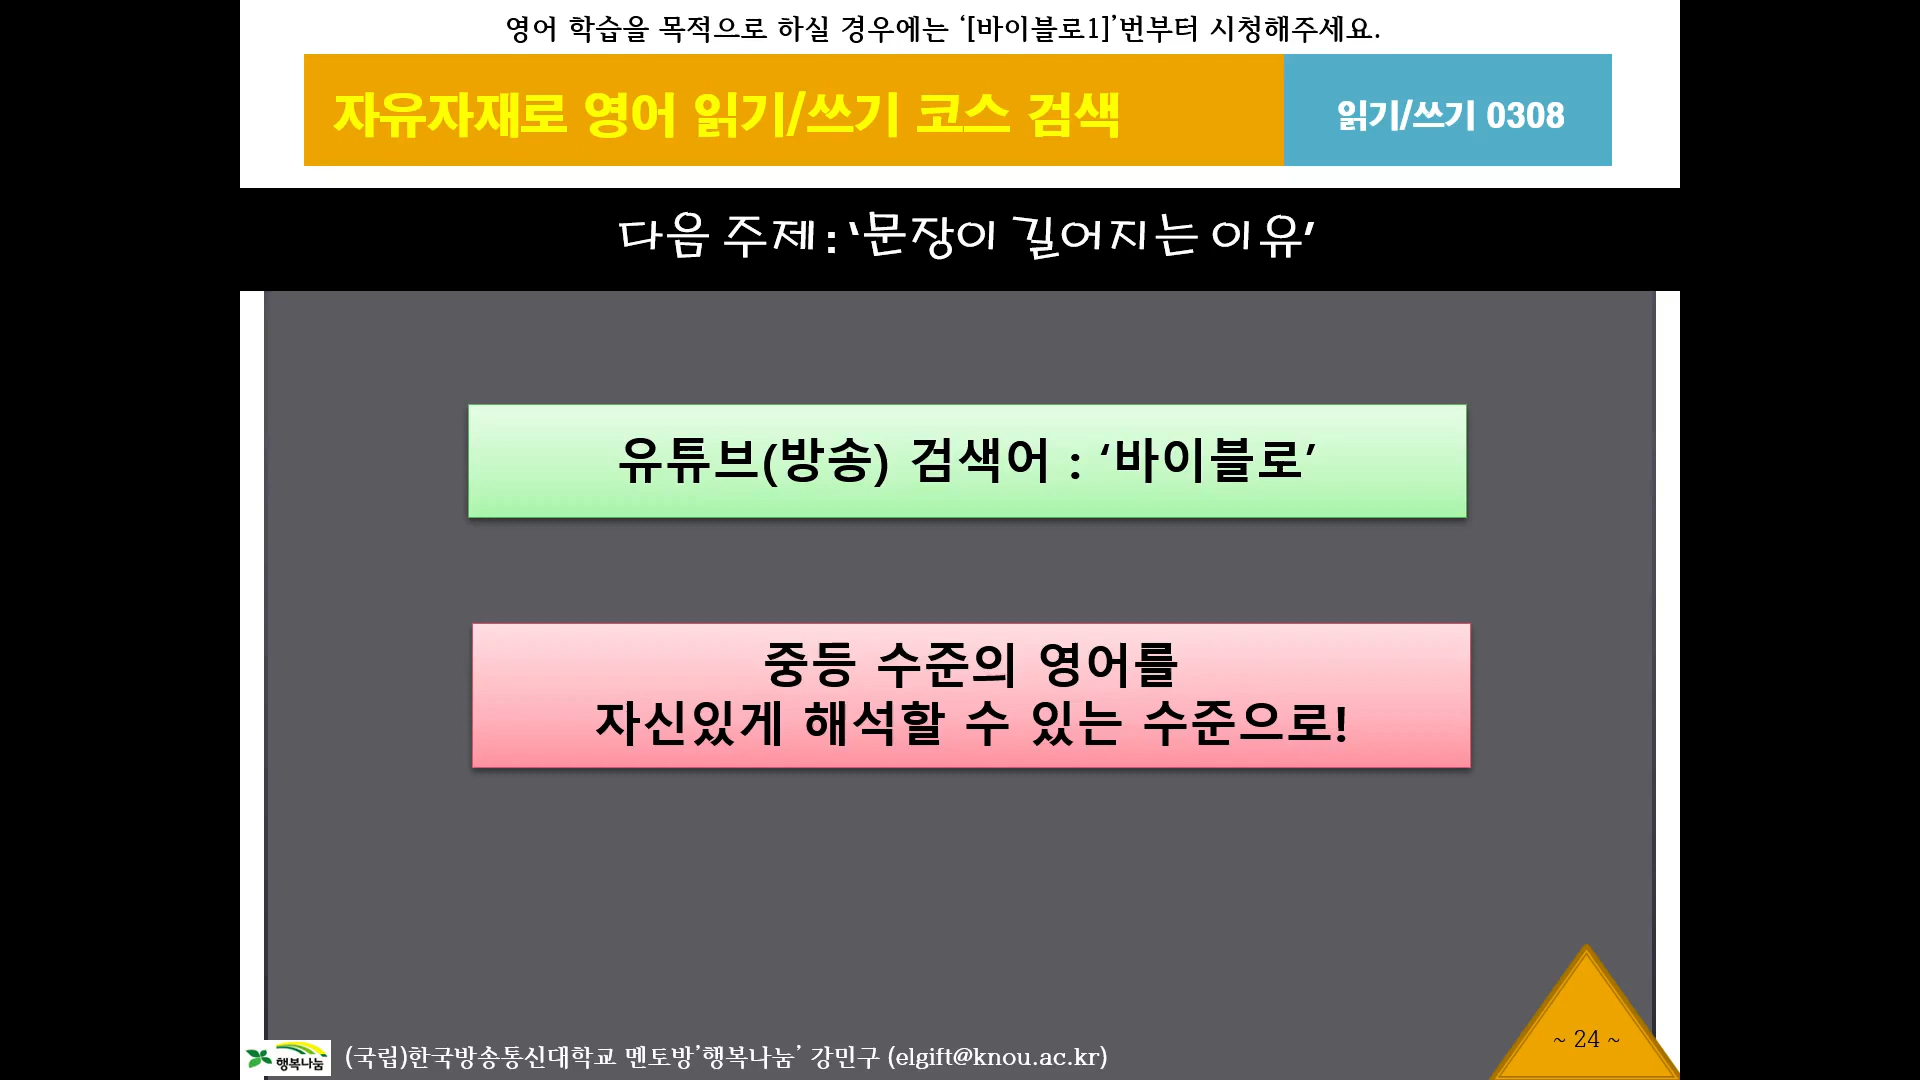 영어 학습을 목적으로 하실 경우에는 ‘[바이블로1]’번부터 시청해주세요.
자유자재로 영어 읽기/쓰기 코스 검색
읽기/쓰기 0308
다음 주제 : ‘문장이 길어지는 이유’
유튜브(방송) 검색어 : ‘바이블로’
중등 수준의 영어를
자신있게 해석할 수 있는 수준으로!
행복나눔
(국립)한국방송통신대학교 멘토방’행복나눔’ 강민구 (elgift@knou.ac.kr)
~ 24 ~